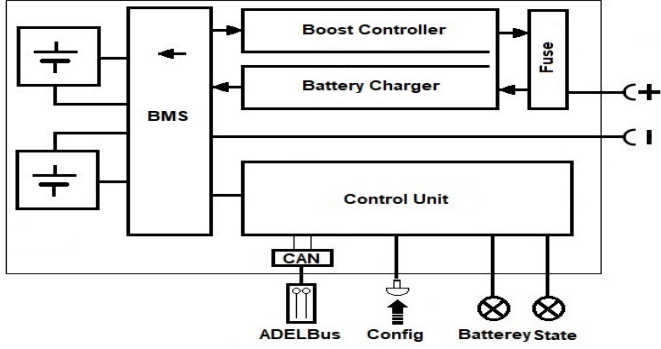 Boost Controller
Fuse
Battery Charger
BMS
+
Control Unit
CAN
ADELBus
Config
Batterey
State